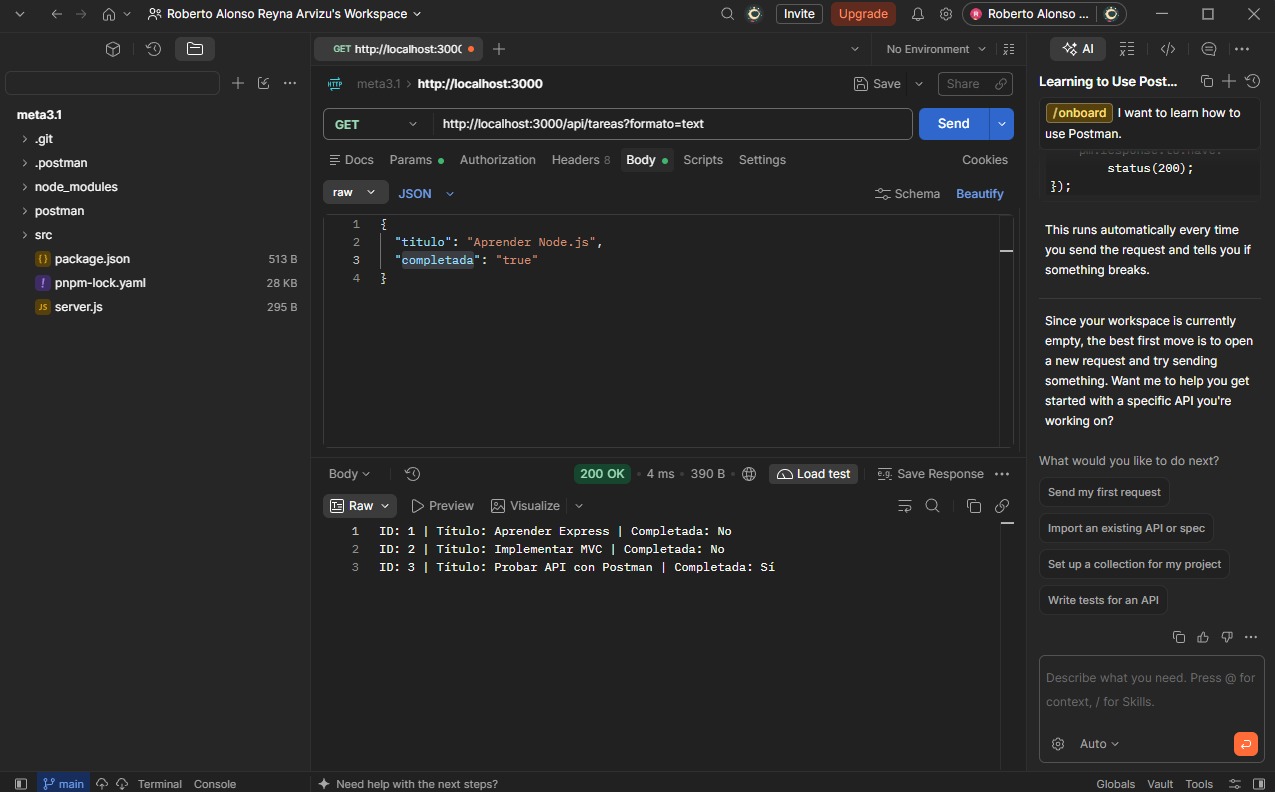 Roberto Alonso Reyna Arvizu's Workspace
Invite
Upgrade
Roberto Alonso ...
meta3.1
.git
.postman
node_modules
postman
src
package.json 513 B
pnpm-lock.yaml 28 KB
JS server.js 295 B
GET http://localhost:3000
No Environment
HTTP meta3.1 > http://localhost:3000
Save
Share
GET http://localhost:3000/api/tareas?formato=text
Send
Docs Params Authorization Headers 8 Body Scripts Settings Cookies
raw JSON Schema Beautify
1 {
2 "titulo": "Aprender Node.js",
3 "completada": "true"
4 }
Body 200 OK • 4 ms • 390 B Load test e.g. Save Response
Raw Preview Visualize
1 ID: 1 | Título: Aprender Express | Completada: No
2 ID: 2 | Título: Implementar MVC | Completada: No
3 ID: 3 | Título: Probar API con Postman | Completada: Sí
AI
Learning to Use Post...
/onboard I want to learn how to
use Postman.
status(200);
});
This runs automatically every time
you send the request and tells you if
something breaks.
Since your workspace is currently
empty, the best first move is to open
a new request and try sending
something. Want me to help you get
started with a specific API you're
working on?
What would you like to do next?
Send my first request
Import an existing API or spec
Set up a collection for my project
Write tests for an API
Describe what you need. Press @ for
context, / for Skills.
Auto
main Terminal Console Need help with the next steps? Globals Vault Tools